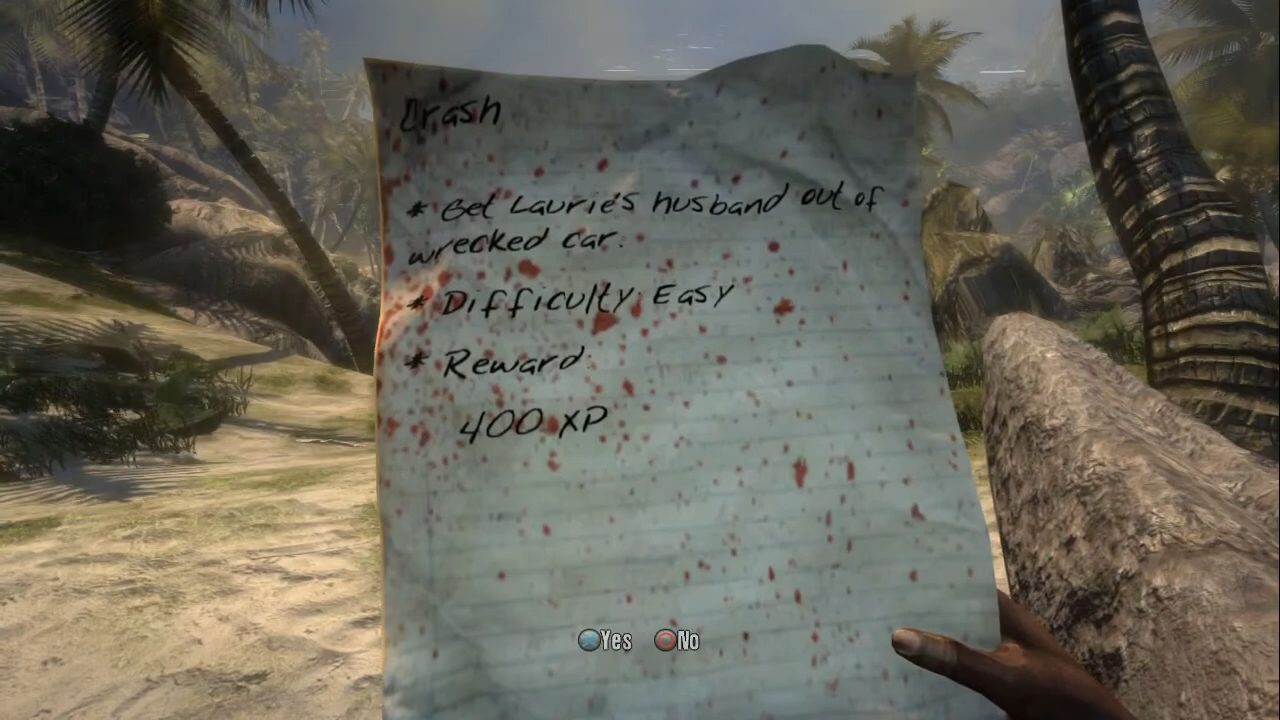 Crash
* Get Laurie's husband out of
wrecked car.
* Difficulty: Easy
* Reward:
400 XP
Yes No